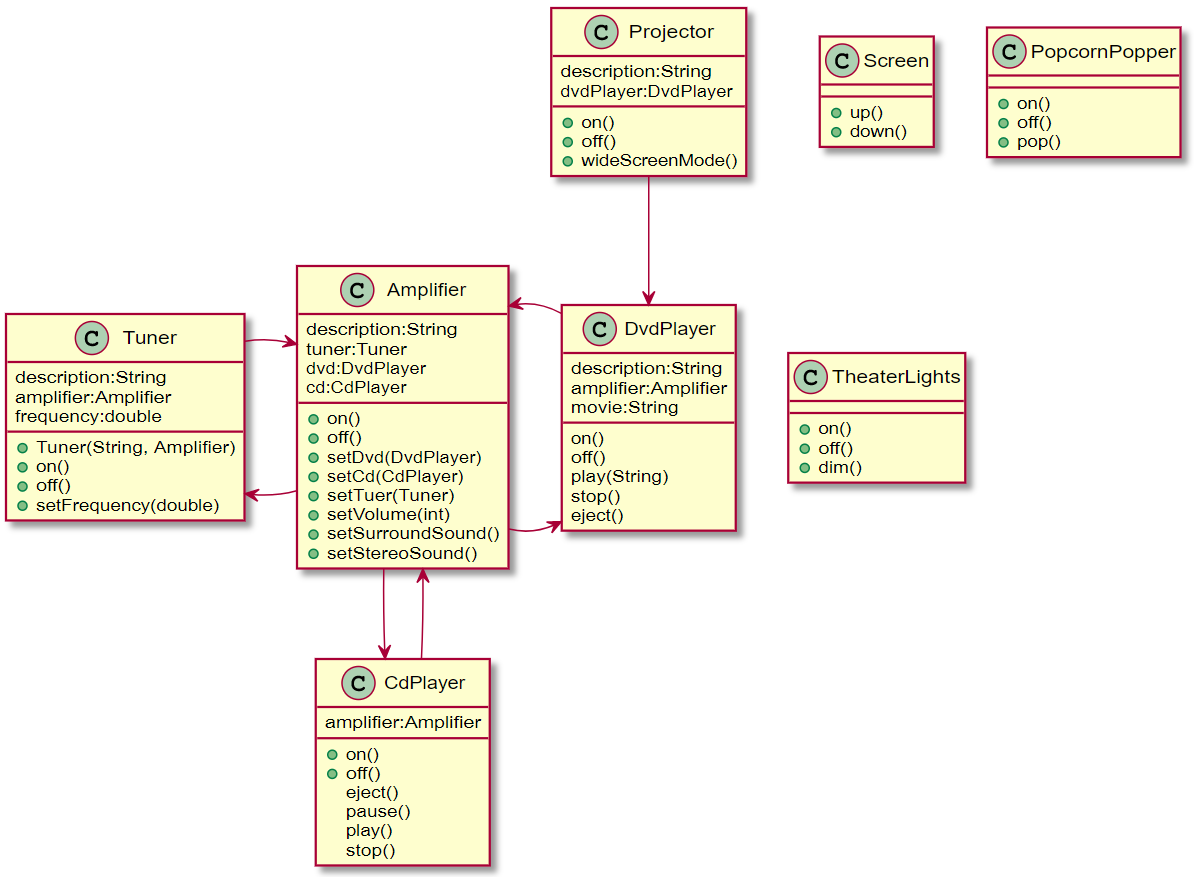 C Projector
description:String
dvdPlayer:DvdPlayer
on()
off()
wideScreenMode()
C Screen
up()
down()
C PopcornPopper
on()
off()
pop()
C Tuner
description:String
amplifier:Amplifier
frequency:double
Tuner(String, Amplifier)
on()
off()
setFrequency(double)
C Amplifier
description:String
tuner:Tuner
dvd:DvdPlayer
cd:CdPlayer
on()
off()
setDvd(DvdPlayer)
setCd(CdPlayer)
setTuer(Tuner)
setVolume(int)
setSurroundSound()
setStereoSound()
C DvdPlayer
description:String
amplifier:Amplifier
movie:String
on()
off()
play(String)
stop()
eject()
C TheaterLights
on()
off()
dim()
C CdPlayer
amplifier:Amplifier
on()
off()
eject()
pause()
play()
stop()